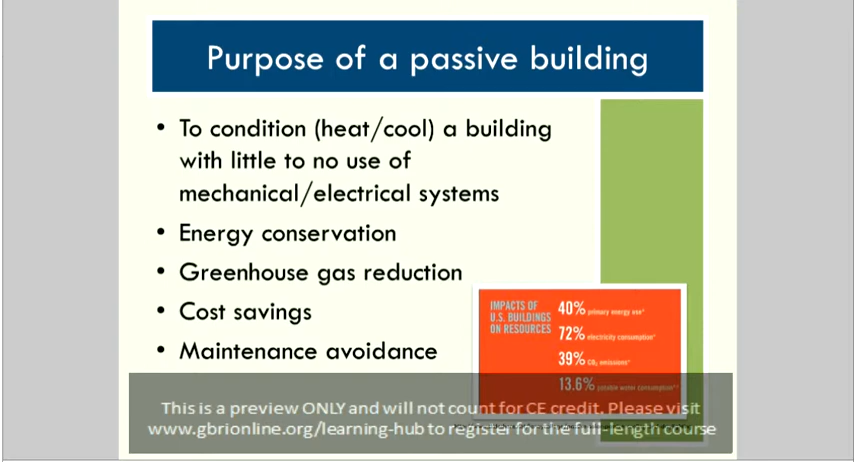 Purpose of a passive building
• To condition (heat/cool) a building
with little to no use of
mechanical/electrical systems
• Energy conservation
• Greenhouse gas reduction
• Cost savings
• Maintenance avoidance
IMPACTS OF
U.S. BUILDINGS
ON RESOURCES
40% primary energy use*
72% electricity consumption*
39% CO₂ emissions*
13.6% potable water consumption**
This is a preview ONLY and will not count for CE credit. Please visit
www.gbrionline.org/learning-hub to register for the full-length course